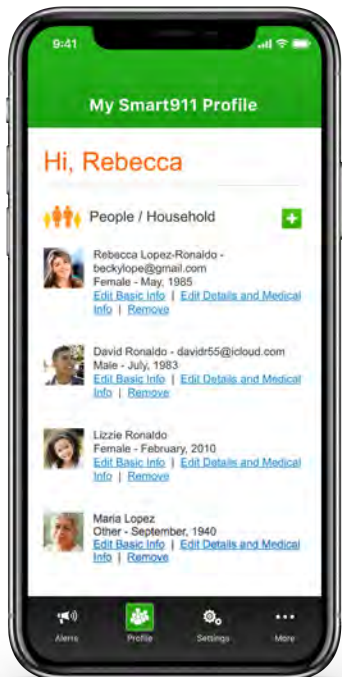 9:41
My Smart911 Profile
Hi, Rebecca
People / Household
Rebecca Lopez-Ronaldo -
beckylope@gmail.com
Female - May, 1985
Edit Basic Info | Edit Details and Medical
Info | Remove
David Ronaldo - davidr55@icloud.com
Male - July, 1983
Edit Basic Info | Edit Details and Medical
Info | Remove
Lizzie Ronaldo
Female - February, 2010
Edit Basic Info | Edit Details and Medical
Info | Remove
Maria Lopez
Other - September, 1940
Edit Basic Info | Edit Details and Medical
Info | Remove
Alerts Profile Settings More